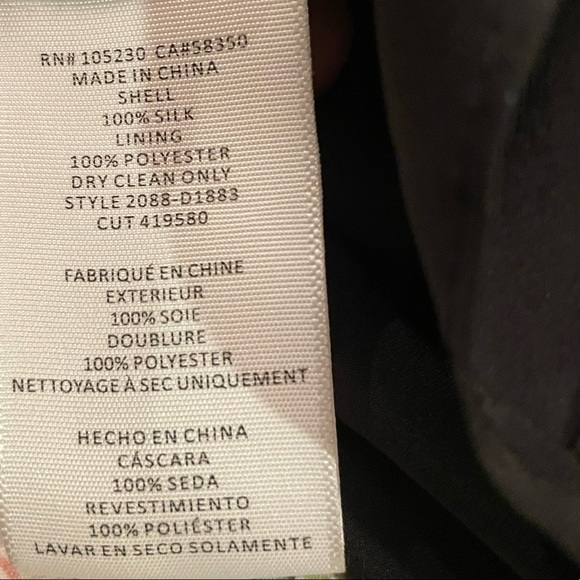 RN# 105230 CA#58350
MADE IN CHINA
SHELL
100% SILK
LINING
100% POLYESTER
DRY CLEAN ONLY
STYLE 2088-D1883
CUT 419580
FABRIQUÉ EN CHINE
EXTERIEUR
100% SOIE
DOUBLURE
100% POLYESTER
NETTOYAGE À SEC UNIQUEMENT
HECHO EN CHINA
CÁSCARA
100% SEDA
REVESTIMIENTO
100% POLIÉSTER
LAVAR EN SECO SOLAMENTE